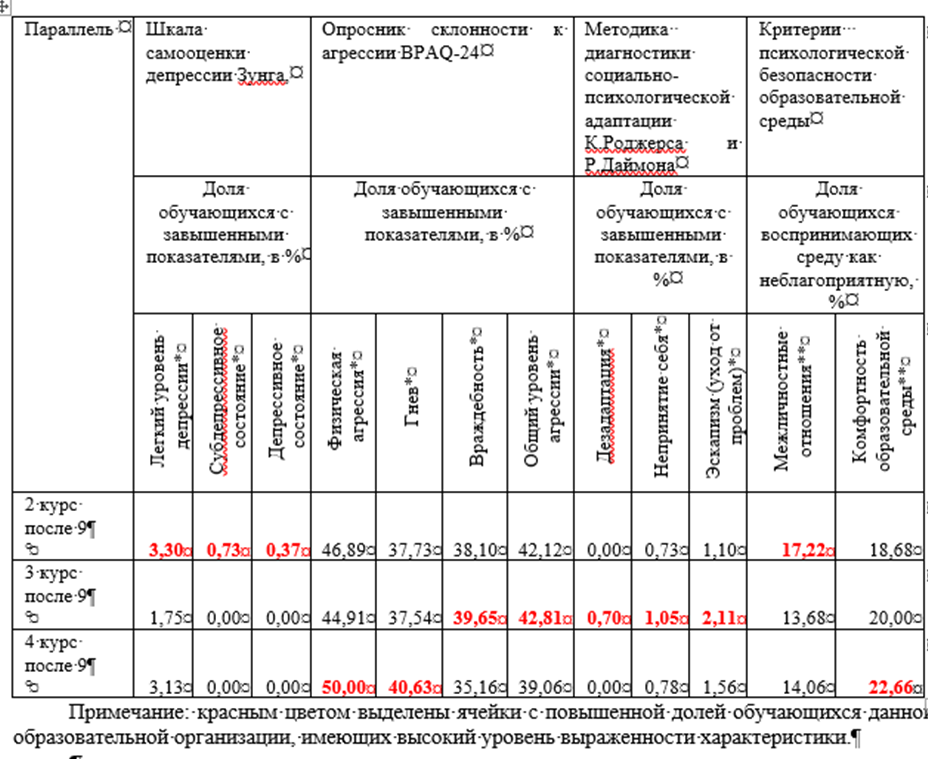 Параллель
Шкала
самооценки
депрессии Зунга,
Опросник склонности к
агрессии BPAQ-24
Методика
диагностики
социально-
психологической
адаптации
К.Роджерса и
Р.Даймона
Критерии
психологической
безопасности
образовательной
среды
Доля
обучающихся с
завышенными
показателями, в %
Доля обучающихся с
завышенными
показателями, в %
Доля
обучающихся с
завышенными
показателями, в
%
Доля
обучающихся
воспринимающих
среду как
неблагоприятную,
%
Легкий уровень
депрессии*
Субдепрессивное
состояние*
Депрессивное
состояние*
Физическая
агрессия*
Гнев*
Враждебность*
Общий уровень
агрессии*
Дезадаптация*
Непринятие себя*
Эскапизм (уход от
проблем)*
Межличностные
отношения**
Комфортность
образовательной
среды**
2 курс
после 9
3,30 0,73 0,37 46,89 37,73 38,10 42,12 0,00 0,73 1,10 17,22 18,68
3 курс
после 9
1,75 0,00 0,00 44,91 37,54 39,65 42,81 0,70 1,05 2,11 13,68 20,00
4 курс
после 9
3,13 0,00 0,00 50,00 40,63 35,16 39,06 0,00 0,78 1,56 14,06 22,66
Примечание: красным цветом выделены ячейки с повышенной долей обучающихся данной
образовательной организации, имеющих высокий уровень выраженности характеристики.